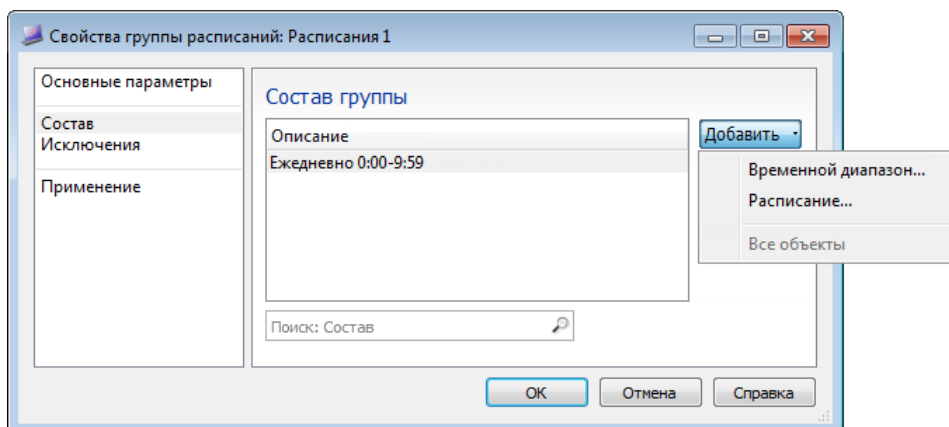 Свойства группы расписаний: Расписания 1
Основные параметры
Состав
Исключения
Применение
Состав группы
Описание
Ежедневно 0:00-9:59
Добавить
Временной диапазон...
Расписание...
Все объекты
Поиск: Состав
ОК
Отмена
Справка